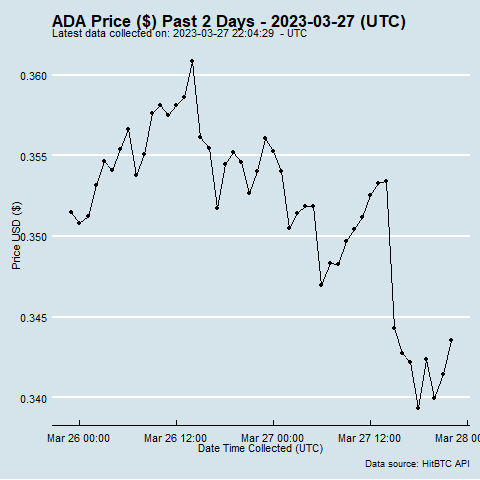 ADA Price ($) Past 2 Days - 2023-03-27 (UTC)
Latest data collected on: 2023-03-27 22:04:29 - UTC
0.360
0.355
0.350
0.345
0.340
Price USD ($)
Mar 26 00:00 Mar 26 12:00 Mar 27 00:00 Mar 27 12:00 Mar 28 00
Date Time Collected (UTC)
Data source: HitBTC API